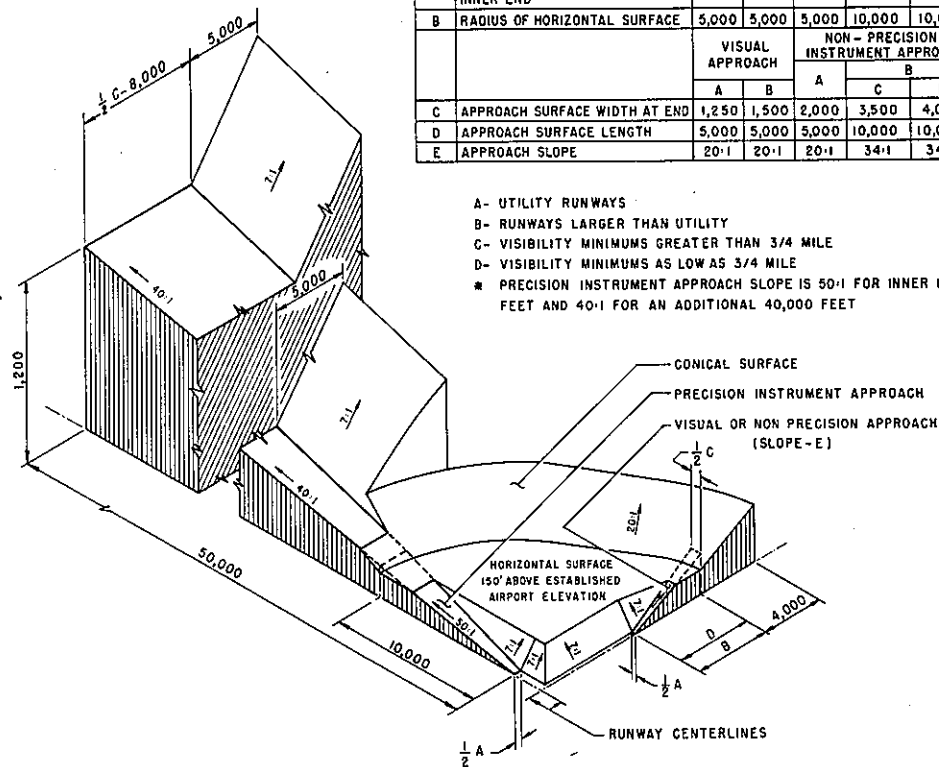 INNER END
B RADIUS OF HORIZONTAL SURFACE 5,000 5,000 5,000 10,000
VISUAL APPROACH
NON-PRECISION
INSTRUMENT
A B A B
C
C APPROACH SURFACE WIDTH AT END 1,250 1,500 2,000 3,500
D APPROACH SURFACE LENGTH 5,000 5,000 5,000 10,000
E APPROACH SLOPE 20:1 20:1 20:1 34:1
A- UTILITY RUNWAYS
B- RUNWAYS LARGER THAN UTILITY
C- VISIBILITY MINIMUMS GREATER THAN 3/4 MILE
D- VISIBILITY MINIMUMS AS LOW AS 3/4 MILE
* PRECISION INSTRUMENT APPROACH SLOPE IS 50:1 FOR INNER
FEET AND 40:1 FOR AN ADDITIONAL 40,000 FEET
5,000
½ C-8,000
7:1
40:1
5,000
1,200
7:1
CONICAL SURFACE
PRECISION INSTRUMENT APPROACH
VISUAL OR NON PRECISION APPROACH
(SLOPE-E)
½ C
40:1
20:1
50,000
HORIZONTAL SURFACE
150' ABOVE ESTABLISHED
AIRPORT ELEVATION
50:1
7:1
7:1
7:1
7:1
7:1
4,000
D
B
10,000
½ A
RUNWAY CENTERLINES
½ A